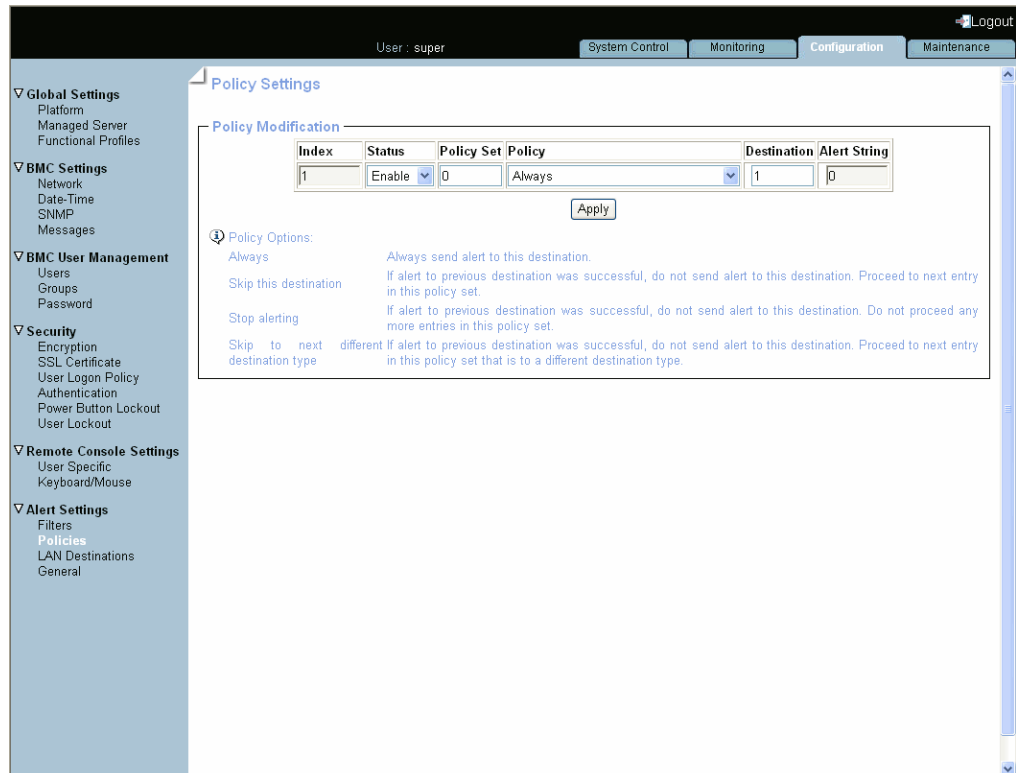 Logout
User : super
System Control Monitoring Configuration Maintenance
Global Settings
Platform
Managed Server
Functional Profiles
BMC Settings
Network
Date-Time
SNMP
Messages
BMC User Management
Users
Groups
Password
Security
Encryption
SSL Certificate
User Logon Policy
Authentication
Power Button Lockout
User Lockout
Remote Console Settings
User Specific
Keyboard/Mouse
Alert Settings
Filters
Policies
LAN Destinations
General
Policy Settings
Policy Modification
Index Status Policy Set Policy Destination Alert String
1 Enable 0 Always 1 0
Apply
Policy Options:
Always Always send alert to this destination.
Skip this destination If alert to previous destination was successful, do not send alert to this destination. Proceed to next entry
in this policy set.
Stop alerting If alert to previous destination was successful, do not send alert to this destination. Do not proceed any
more entries in this policy set.
Skip to next different If alert to previous destination was successful, do not send alert to this destination. Proceed to next entry
destination type in this policy set that is to a different destination type.